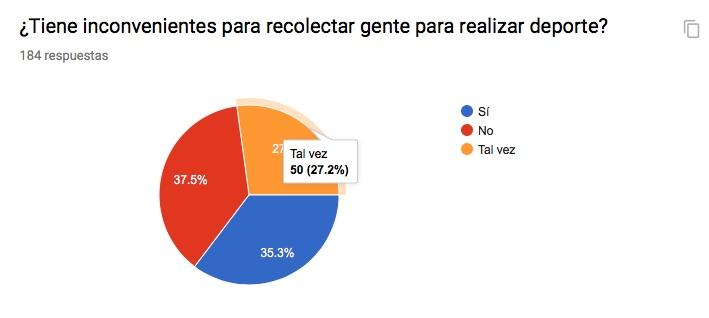 ¿Tiene inconvenientes para recolectar gente para realizar deporte?
184 respuestas
Sí
No
Tal vez
27
Tal vez
50 (27.2%)
37.5%
35.3%